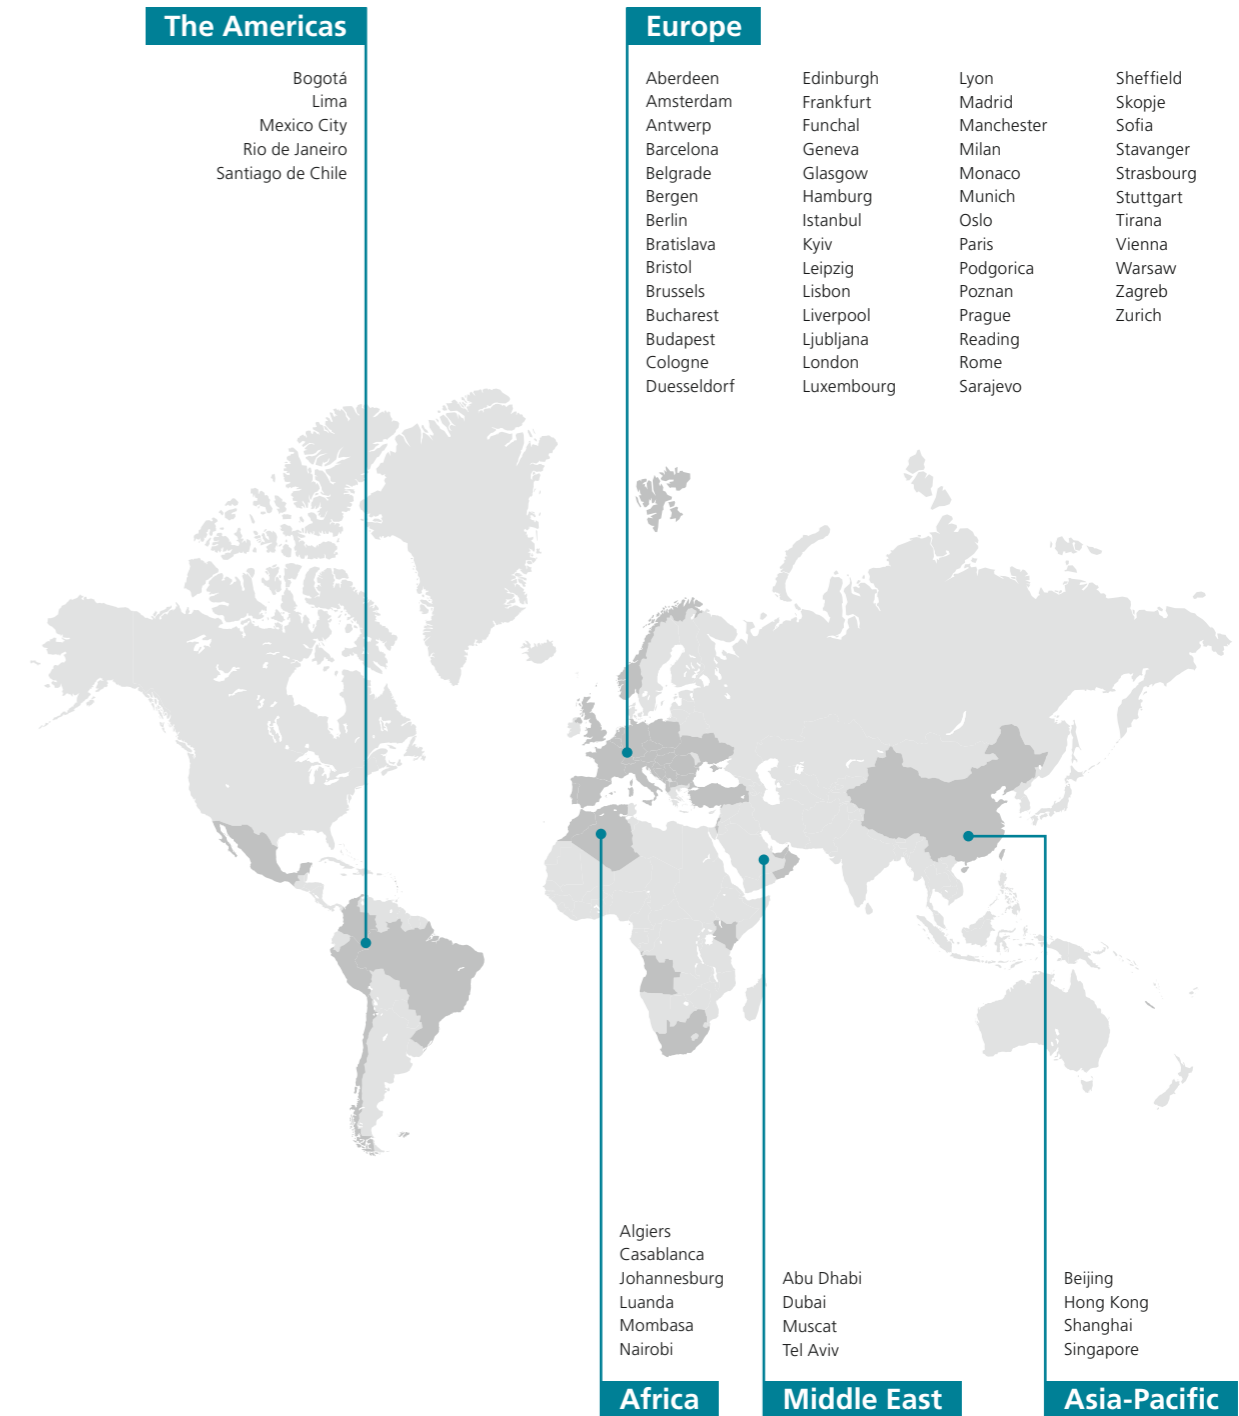 The Americas
Bogotá
Lima
Mexico City
Rio de Janeiro
Santiago de Chile
Europe
Aberdeen
Amsterdam
Antwerp
Barcelona
Belgrade
Bergen
Berlin
Bratislava
Bristol
Brussels
Bucharest
Budapest
Cologne
Duesseldorf
Edinburgh
Frankfurt
Funchal
Geneva
Glasgow
Hamburg
Istanbul
Kyiv
Leipzig
Lisbon
Liverpool
Ljubljana
London
Luxembourg
Lyon
Madrid
Manchester
Milan
Monaco
Munich
Oslo
Paris
Podgorica
Poznan
Prague
Reading
Rome
Sarajevo
Sheffield
Skopje
Sofia
Stavanger
Strasbourg
Stuttgart
Tirana
Vienna
Warsaw
Zagreb
Zurich
Algiers
Casablanca
Johannesburg
Luanda
Mombasa
Nairobi
Africa
Abu Dhabi
Dubai
Muscat
Tel Aviv
Middle East
Beijing
Hong Kong
Shanghai
Singapore
Asia-Pacific